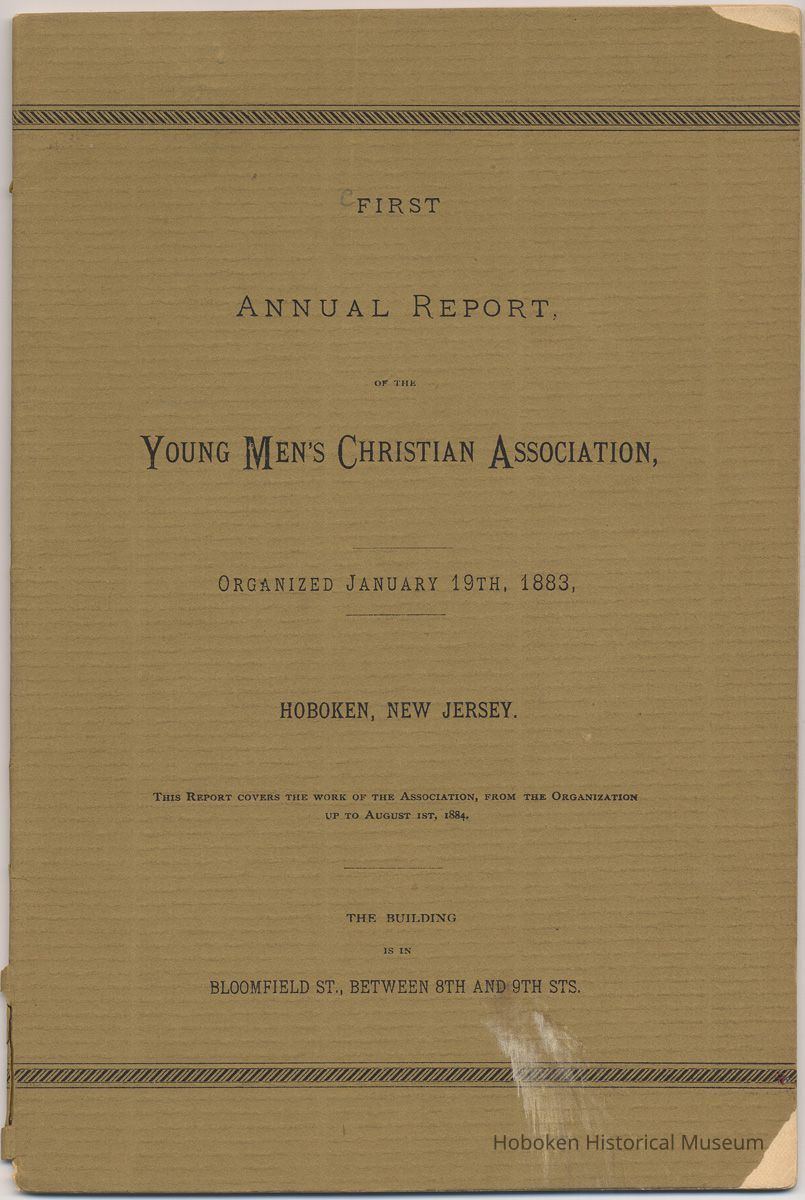 FIRST
ANNUAL REPORT,
OF THE
YOUNG MEN'S CHRISTIAN ASSOCIATION,
ORGANIZED JANUARY 19TH, 1883,
HOBOKEN, NEW JERSEY.
THIS REPORT COVERS THE WORK OF THE ASSOCIATION, FROM THE ORGANIZATION
UP TO AUGUST 1ST, 1884.
THE BUILDING
IS IN
BLOOMFIELD ST., BETWEEN 8TH AND 9TH STS.
Hoboken Historical Museum